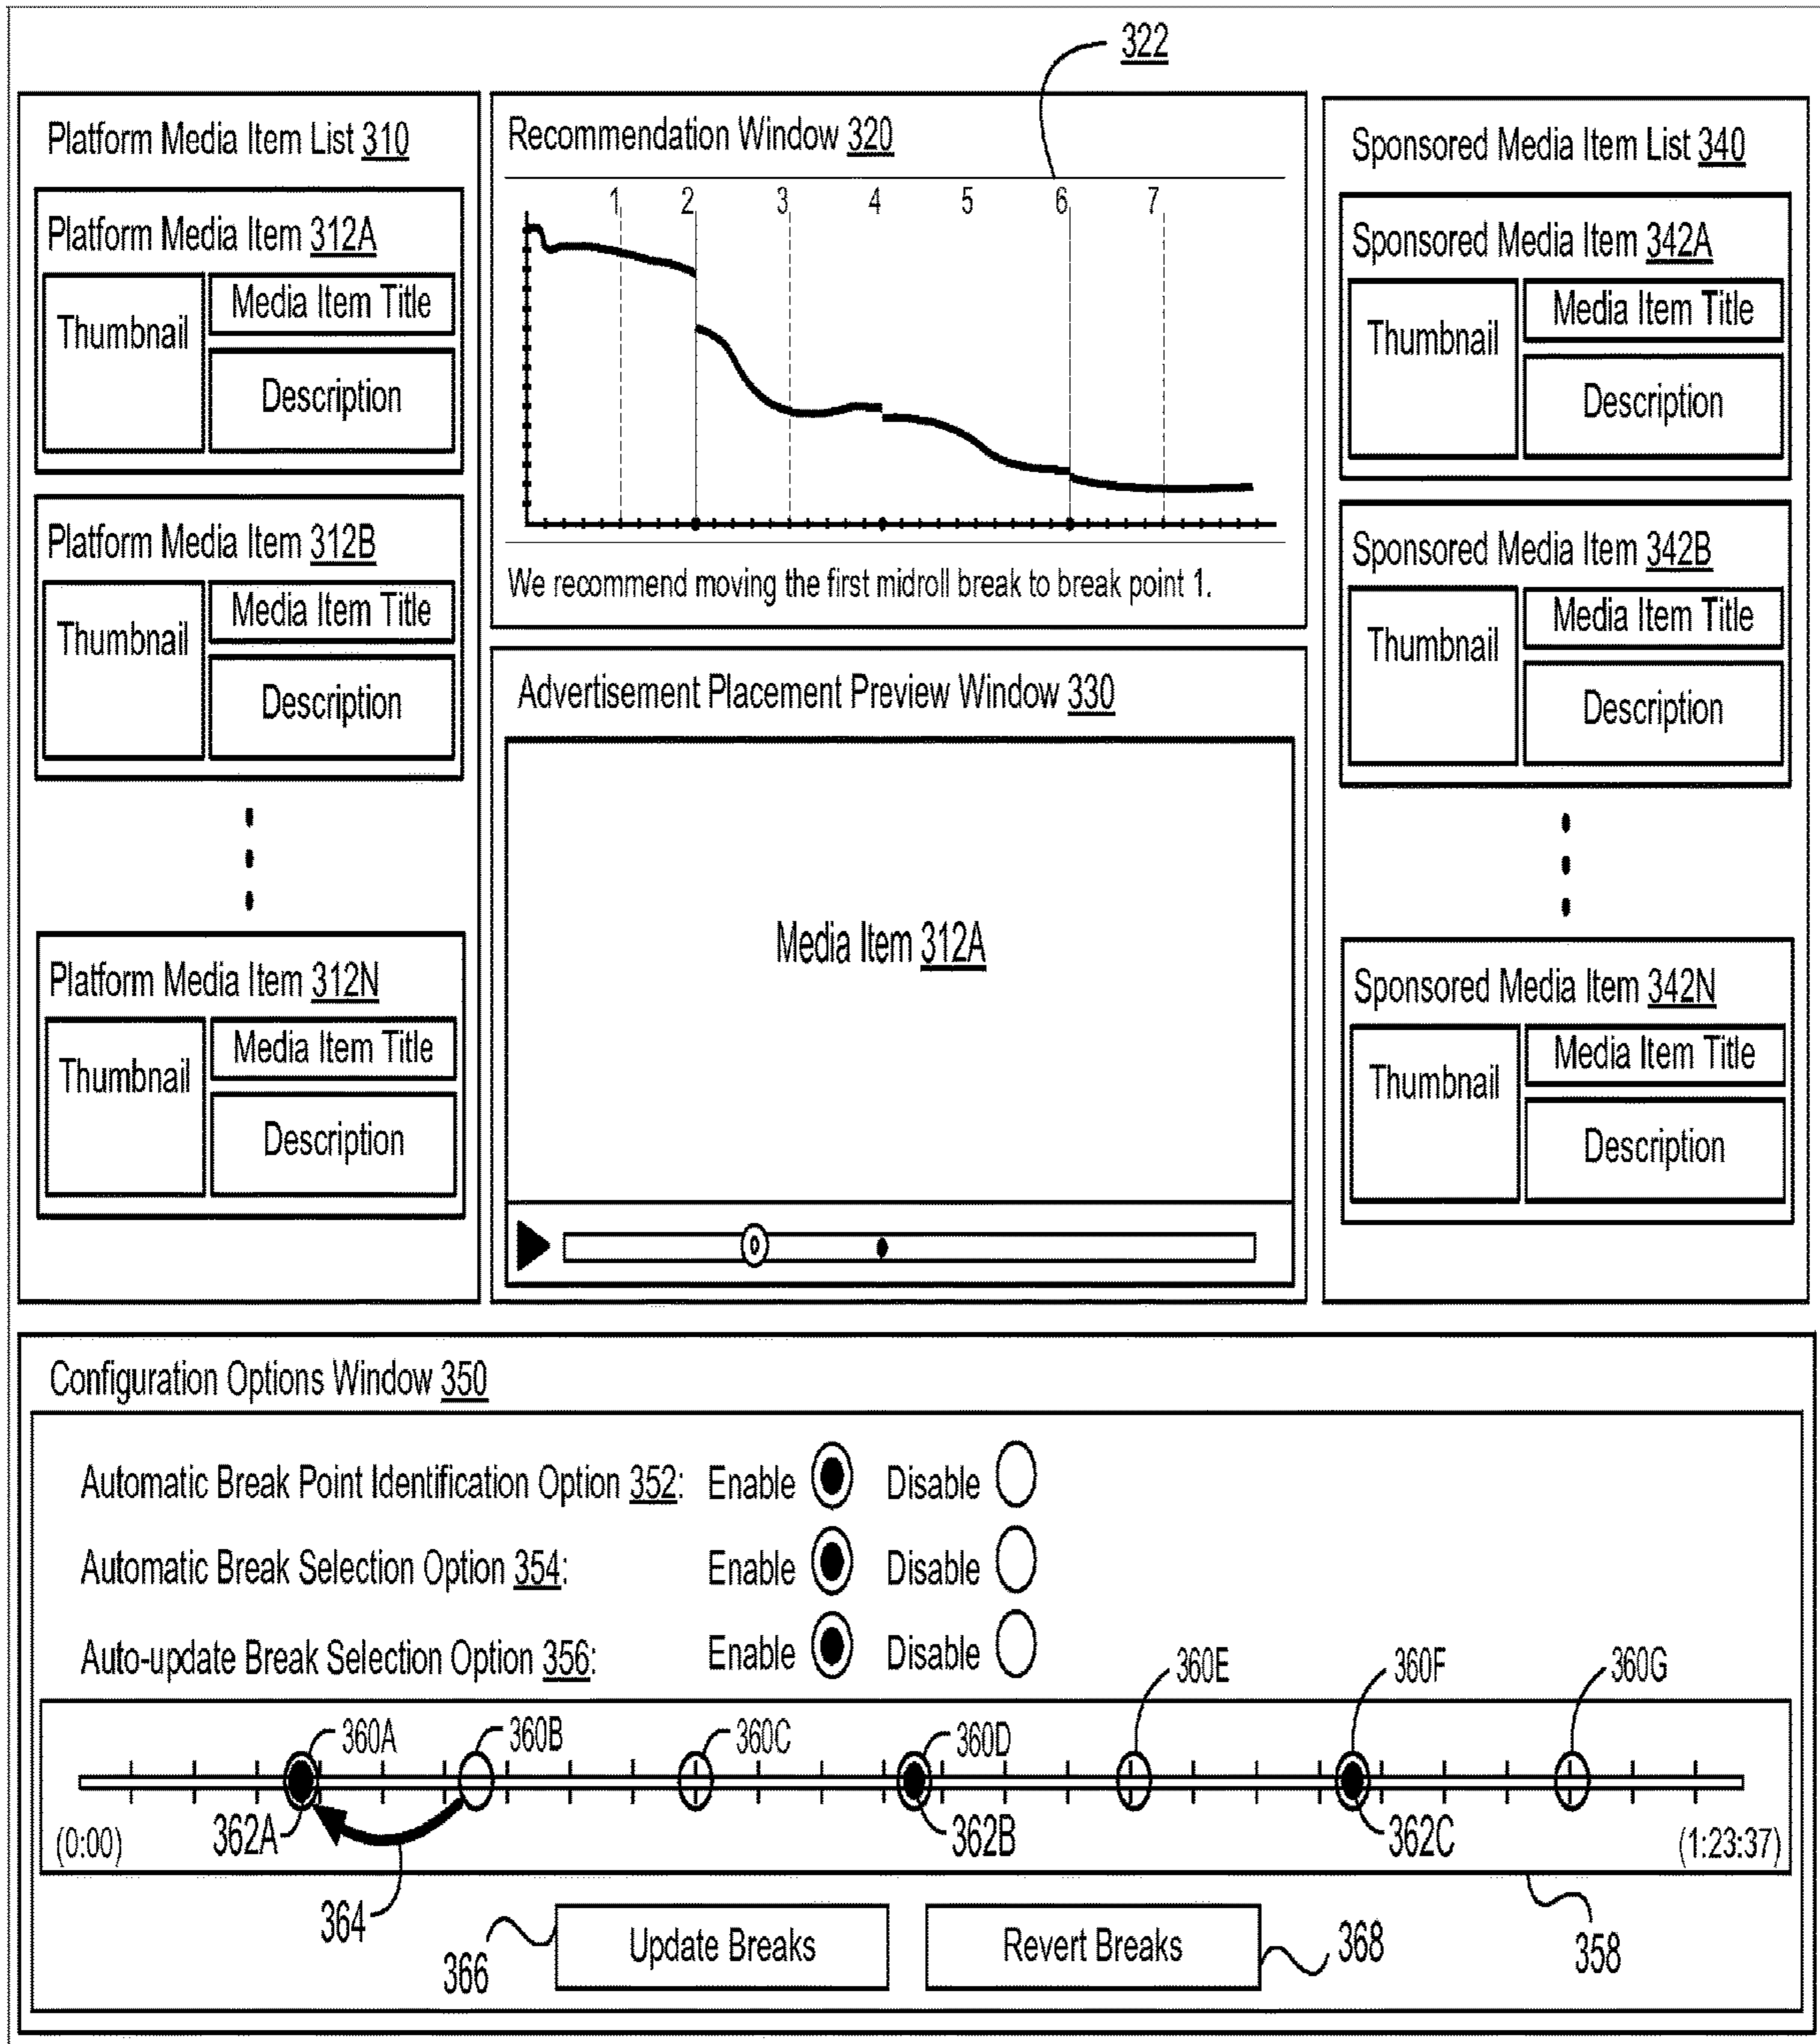 322
Platform Media Item List 310
Platform Media Item 312A
Thumbnail
Media Item Title
Description
Platform Media Item 312B
Thumbnail
Media Item Title
Description
Platform Media Item 312N
Thumbnail
Media Item Title
Description
Recommendation Window 320
1 2 3 4 5 6 7
We recommend moving the first midroll break to break point 1.
Advertisement Placement Preview Window 330
Media Item 312A
Sponsored Media Item List 340
Sponsored Media Item 342A
Thumbnail
Media Item Title
Description
Sponsored Media Item 342B
Thumbnail
Media Item Title
Description
Sponsored Media Item 342N
Thumbnail
Media Item Title
Description
Configuration Options Window 350
Automatic Break Point Identification Option 352: Enable Disable
Automatic Break Selection Option 354: Enable Disable
Auto-update Break Selection Option 356: Enable Disable
360A 360B 360C 360D 360E 360F 360G
(0:00) 362A 362B 362C (1:23:37)
364
366 Update Breaks Revert Breaks 368 358